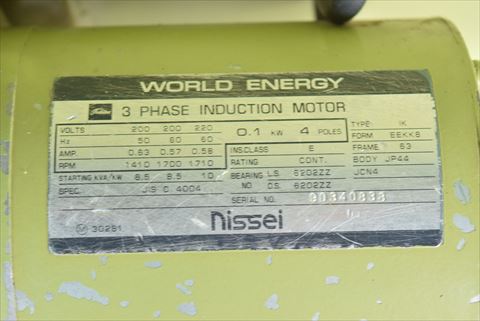 WORLD ENERGY
3 PHASE INDUCTION MOTOR
VOLTS 200 200 220
Hz 50 60 60
AMP. 0.63 0.57 0.58
RPM 1410 1700 1710
STARTING KVA/KW 8.5 8.5 10
SPEC. JIS C 4004
0.1 KW 4 POLES
INS.CLASS E
RATING CONT.
BEARING L.S. 6202ZZ
NO. O.S. 6202ZZ
SERIAL NO.
TYPE: IK
FORM EEKK8
FRAME 63
BODY JP44
JCN4
M 30281
Nissei